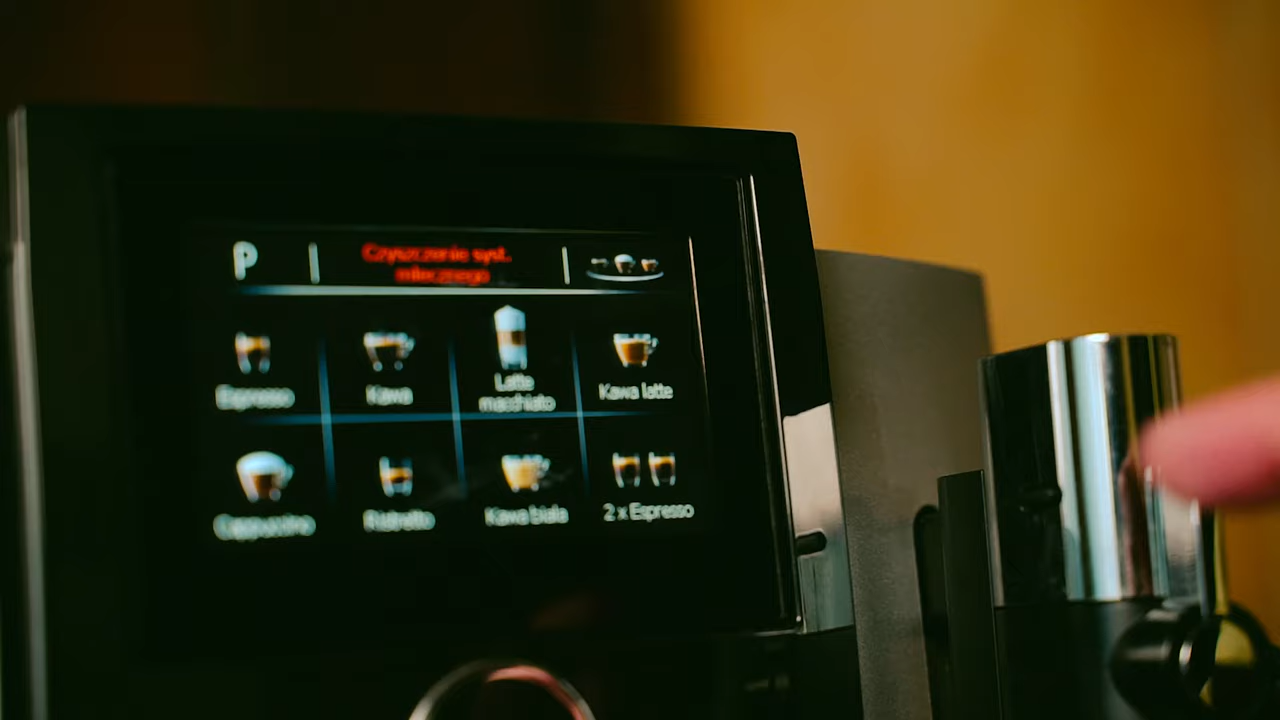 P
Czyszczenie syst.
mlecznego
Espresso
Kawa
Latte
macchiato
Kawa latte
Cappuccino
Ristretto
Kawa biała
2 x Espresso